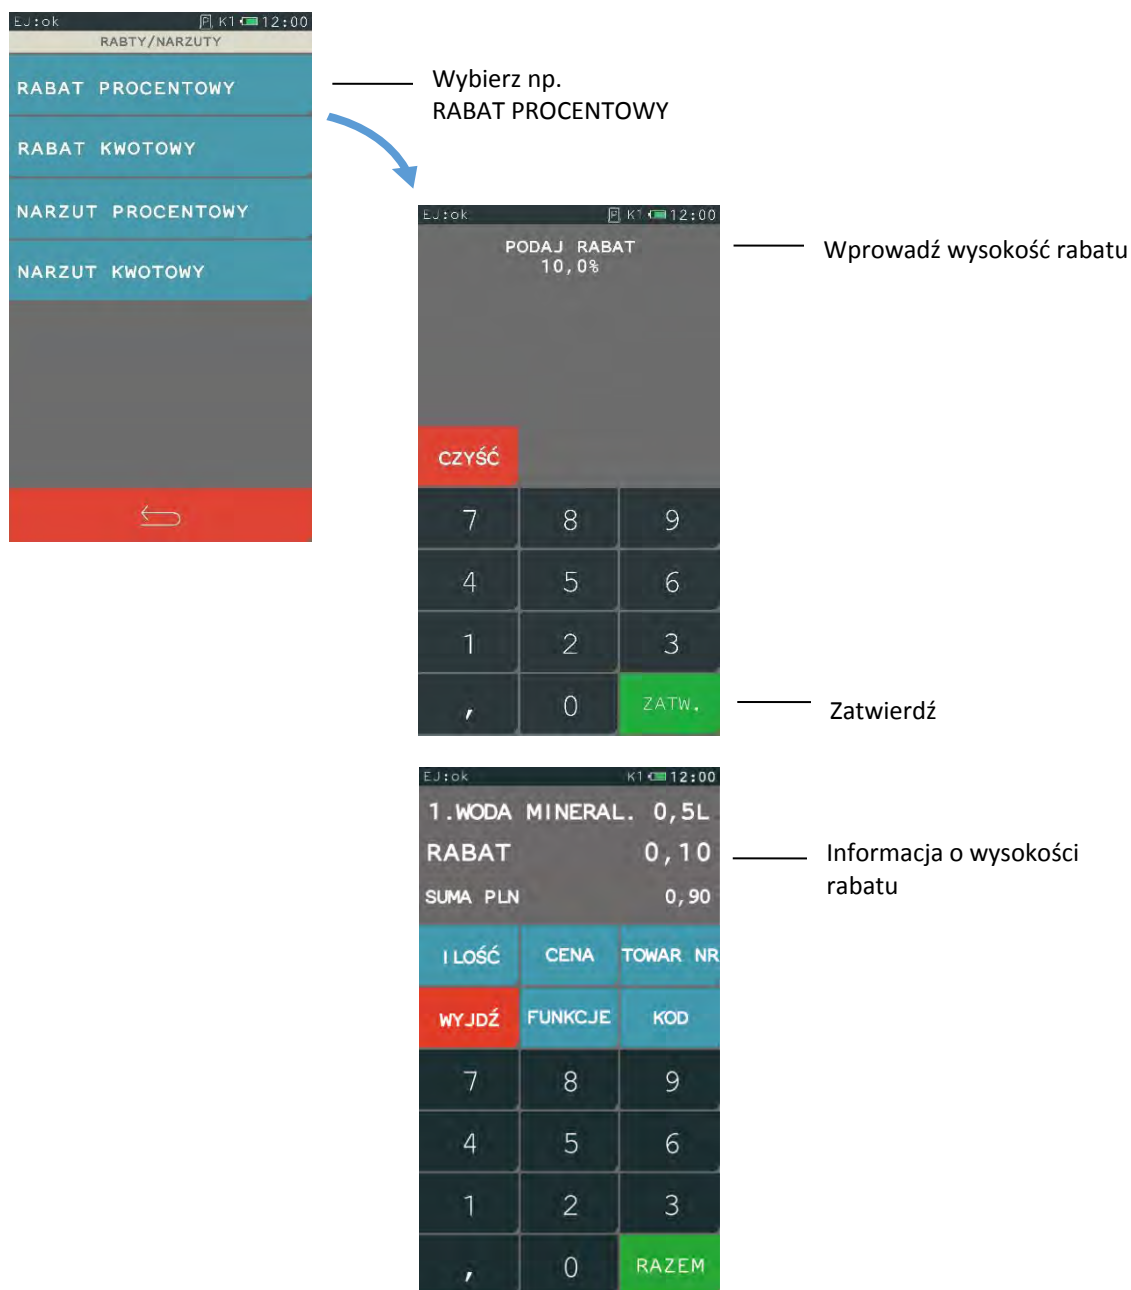 EJ:ok P K1 12:00
RABTY/NARZUTY
RABAT PROCENTOWY
RABAT KWOTOWY
NARZUT PROCENTOWY
NARZUT KWOTOWY
Wybierz np.
RABAT PROCENTOWY
EJ:ok P K1 12:00
PODAJ RABAT
10,0%
Wprowadź wysokość rabatu
CZYŚĆ
7 8 9
4 5 6
1 2 3
, 0 ZATW.
Zatwierdź
EJ:ok K1 12:00
1.WODA MINERAL. 0,5L
RABAT 0,10
SUMA PLN 0,90
Informacja o wysokości
rabatu
ILOŚĆ CENA TOWAR NR
WYJDŹ FUNKCJE KOD
7 8 9
4 5 6
1 2 3
, 0 RAZEM